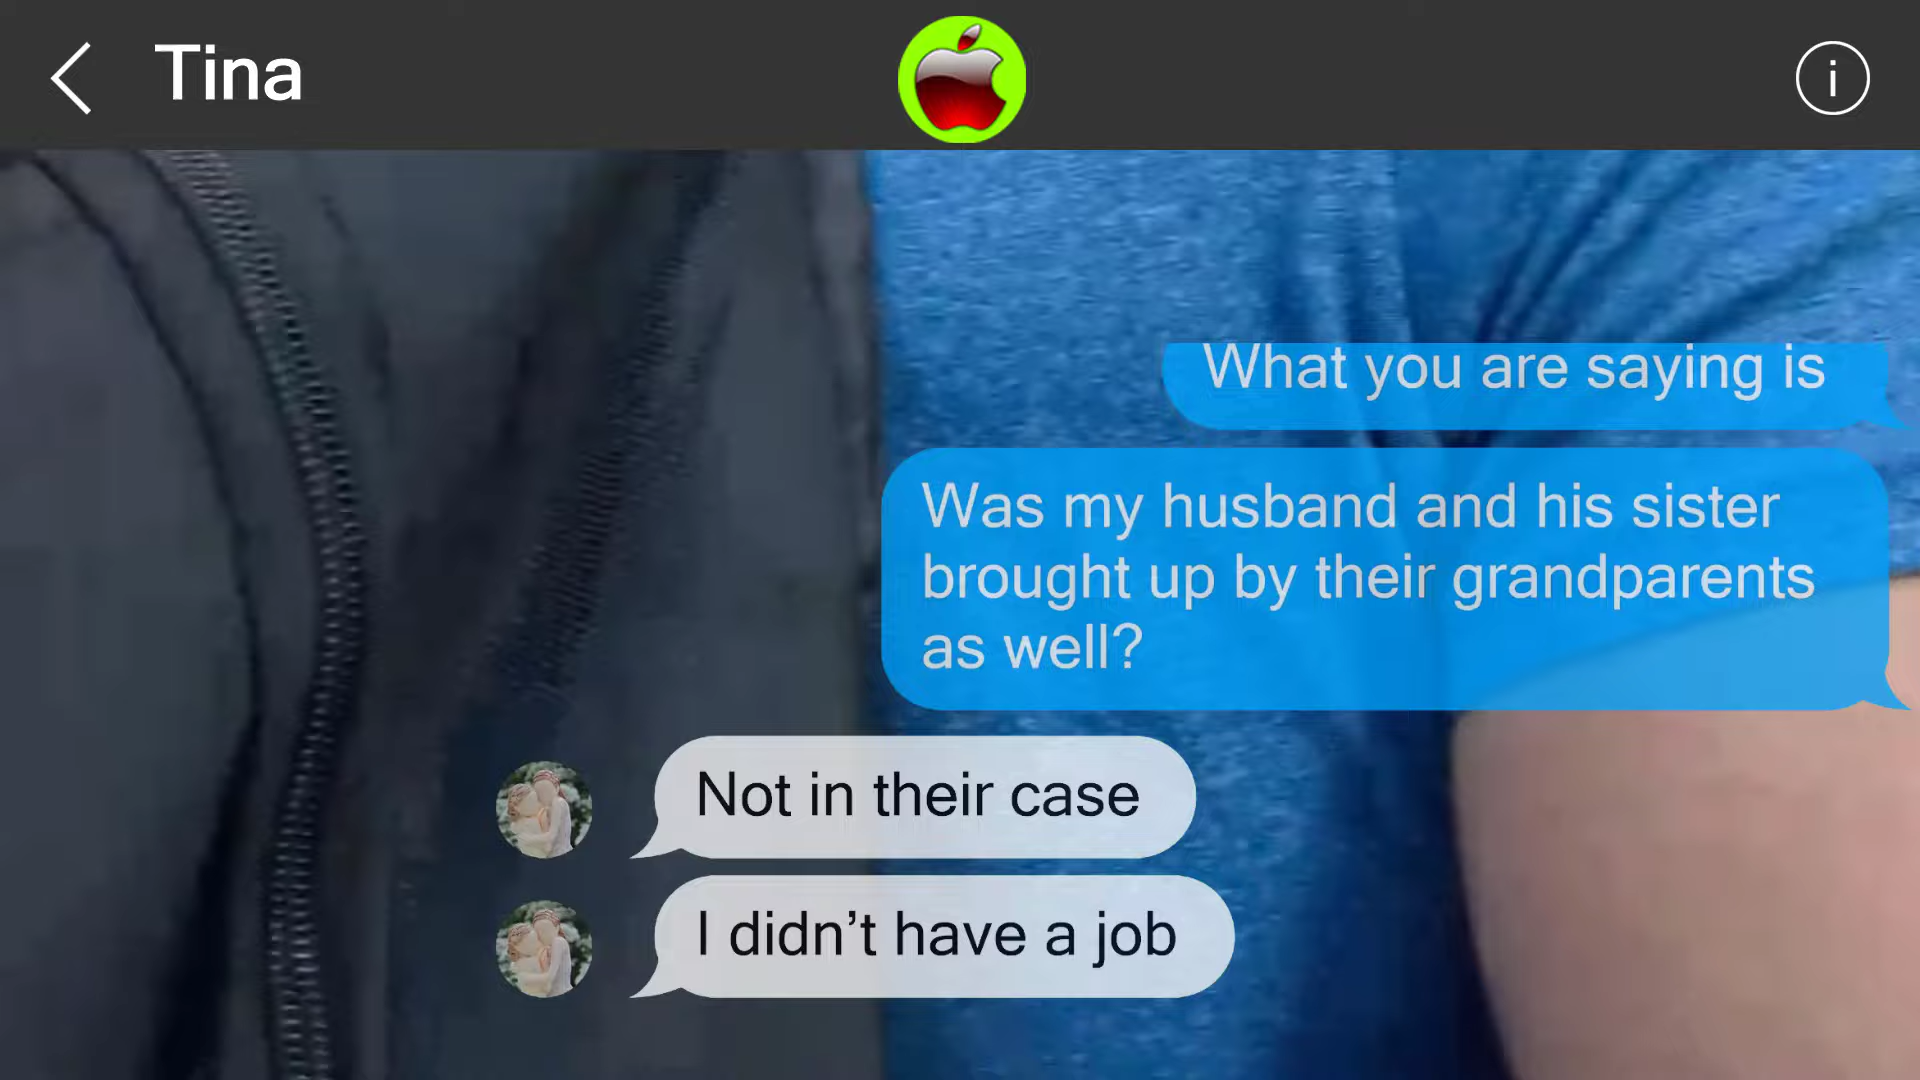 Tina
What you are saying is
Was my husband and his sister
brought up by their grandparents
as well?
Not in their case
I didn’t have a job